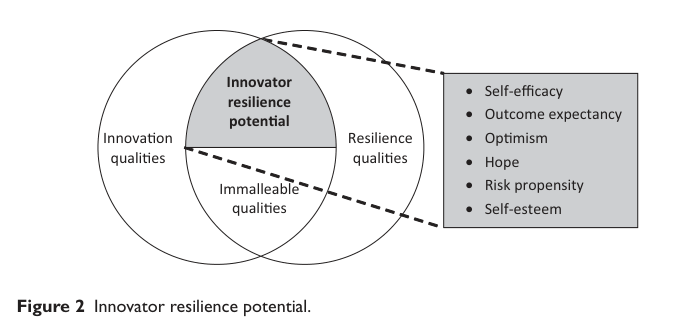 Innovator
resilience
potential
Innovation
qualities
Resilience
qualities
Immalleable
qualities
• Self-efficacy
• Outcome expectancy
• Optimism
• Hope
• Risk propensity
• Self-esteem
Figure 2 Innovator resilience potential.